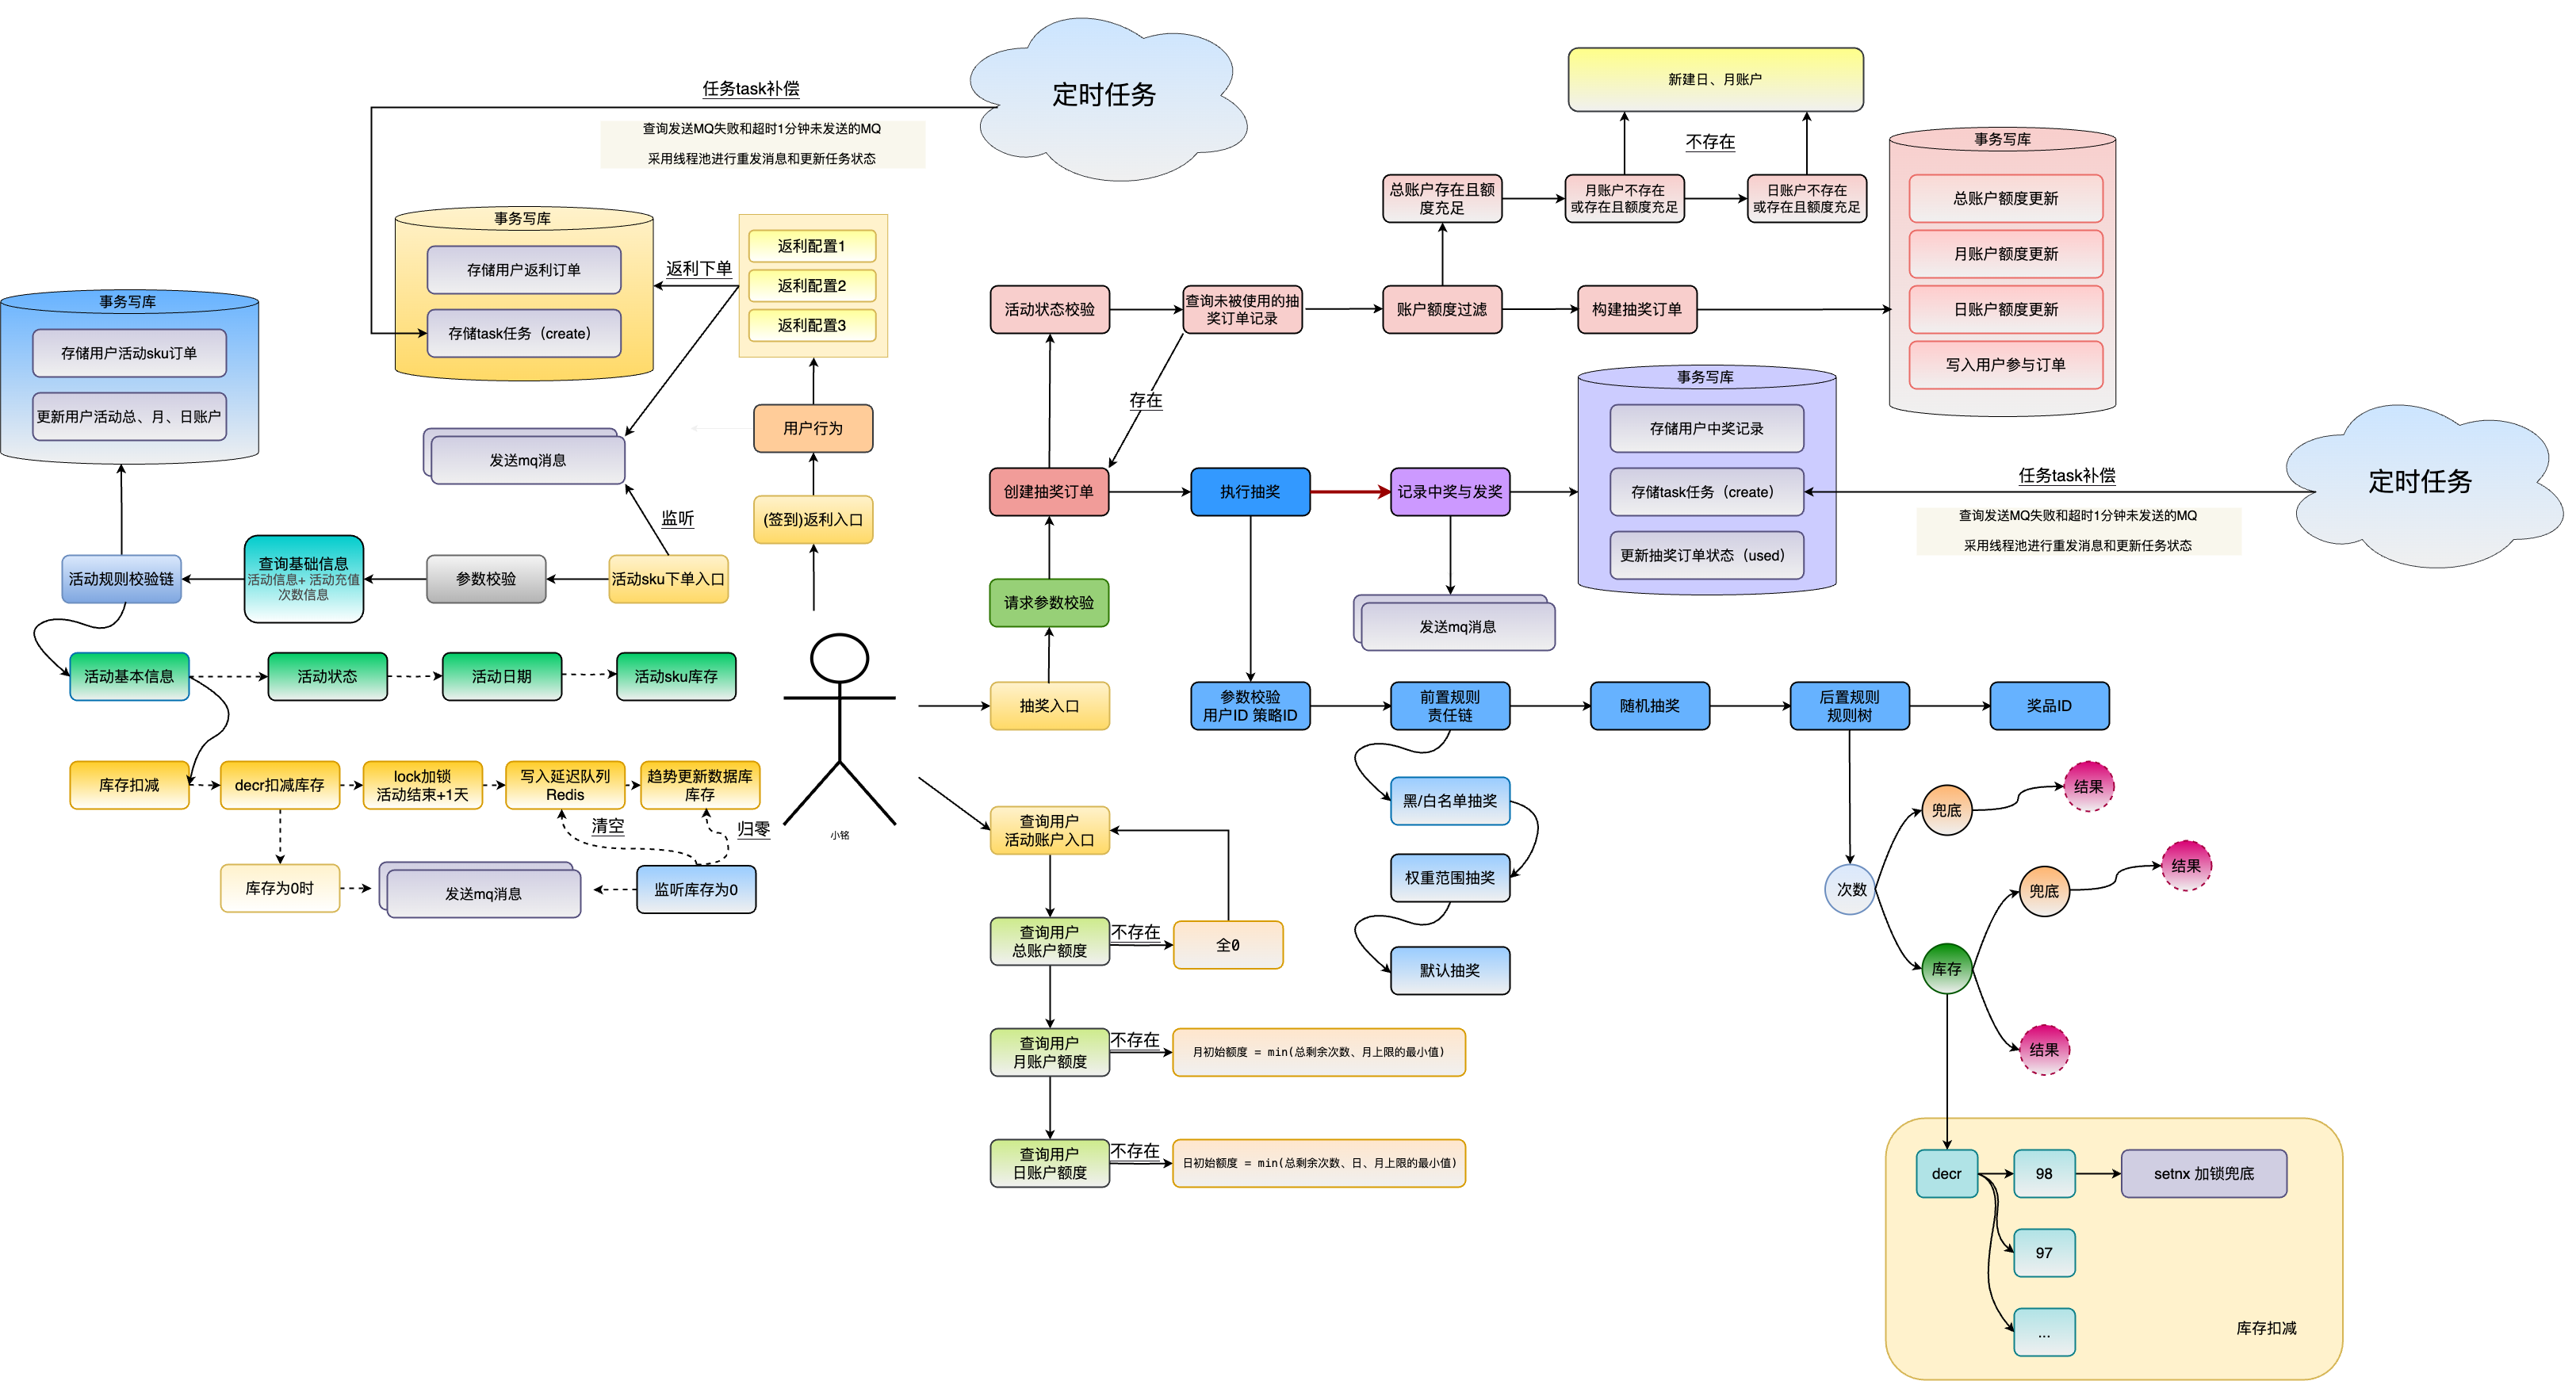 定时任务
任务task补偿
查询发送MQ失败和超时1分钟未发送的MQ
采用线程池进行重发消息和更新任务状态
新建日、月账户
不存在
总账户存在且额
度充足
月账户不存在
或存在且额度充足
日账户不存在
或存在且额度充足
事务写库
总账户额度更新
月账户额度更新
日账户额度更新
写入用户参与订单
事务写库
存储用户返利订单
存储task任务（create）
返利下单
返利配置1
返利配置2
返利配置3
事务写库
存储用户活动sku订单
更新用户活动总、月、日账户
发送mq消息
用户行为
监听
(签到)返利入口
活动规则校验链
查询基础信息
活动信息+ 活动充值
次数信息
参数校验
活动sku下单入口
活动基本信息
活动状态
活动日期
活动sku库存
库存扣减
decr扣减库存
lock加锁
活动结束+1天
写入延迟队列
Redis
趋势更新数据库
库存
清空
归零
库存为0时
发送mq消息
监听库存为0
小铭
活动状态校验
查询未被使用的抽
奖订单记录
账户额度过滤
构建抽奖订单
存在
创建抽奖订单
执行抽奖
记录中奖与发奖
事务写库
存储用户中奖记录
存储task任务（create）
更新抽奖订单状态（used）
任务task补偿
查询发送MQ失败和超时1分钟未发送的MQ
采用线程池进行重发消息和更新任务状态
定时任务
请求参数校验
发送mq消息
抽奖入口
参数校验
用户ID 策略ID
前置规则
责任链
随机抽奖
后置规则
规则树
奖品ID
黑/白名单抽奖
权重范围抽奖
默认抽奖
次数
兜底
结果
兜底
结果
库存
结果
查询用户
活动账户入口
查询用户
总账户额度
不存在
全0
查询用户
月账户额度
不存在
月初始额度 = min(总剩余次数、月上限的最小值)
查询用户
日账户额度
不存在
日初始额度 = min(总剩余次数、日、月上限的最小值)
decr
98
setnx 加锁兜底
97
...
库存扣减